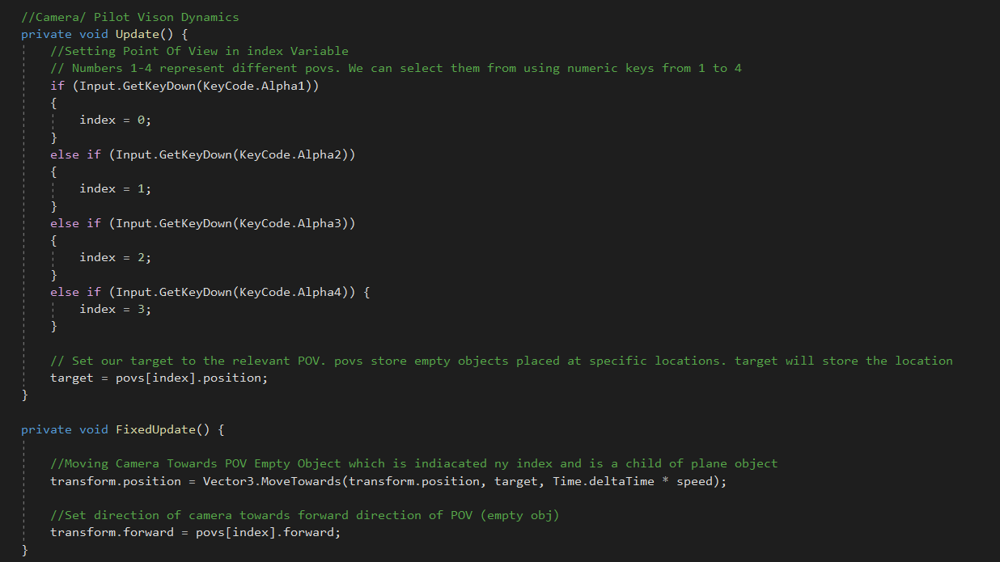 //Camera/ Pilot Vison Dynamics
private void Update() {
//Setting Point Of View in index Variable
// Numbers 1-4 represent different povs. We can select them from using numeric keys from 1 to 4
if (Input.GetKeyDown(KeyCode.Alpha1))
{
index = 0;
}
else if (Input.GetKeyDown(KeyCode.Alpha2))
{
index = 1;
}
else if (Input.GetKeyDown(KeyCode.Alpha3))
{
index = 2;
}
else if (Input.GetKeyDown(KeyCode.Alpha4)) {
index = 3;
}
// Set our target to the relevant POV. povs store empty objects placed at specific locations. target will store the location
target = povs[index].position;
}
private void FixedUpdate() {
//Moving Camera Towards POV Empty Object which is indiacated ny index and is a child of plane object
transform.position = Vector3.MoveTowards(transform.position, target, Time.deltaTime * speed);
//Set direction of camera towards forward direction of POV (empty obj)
transform.forward = povs[index].forward;
}